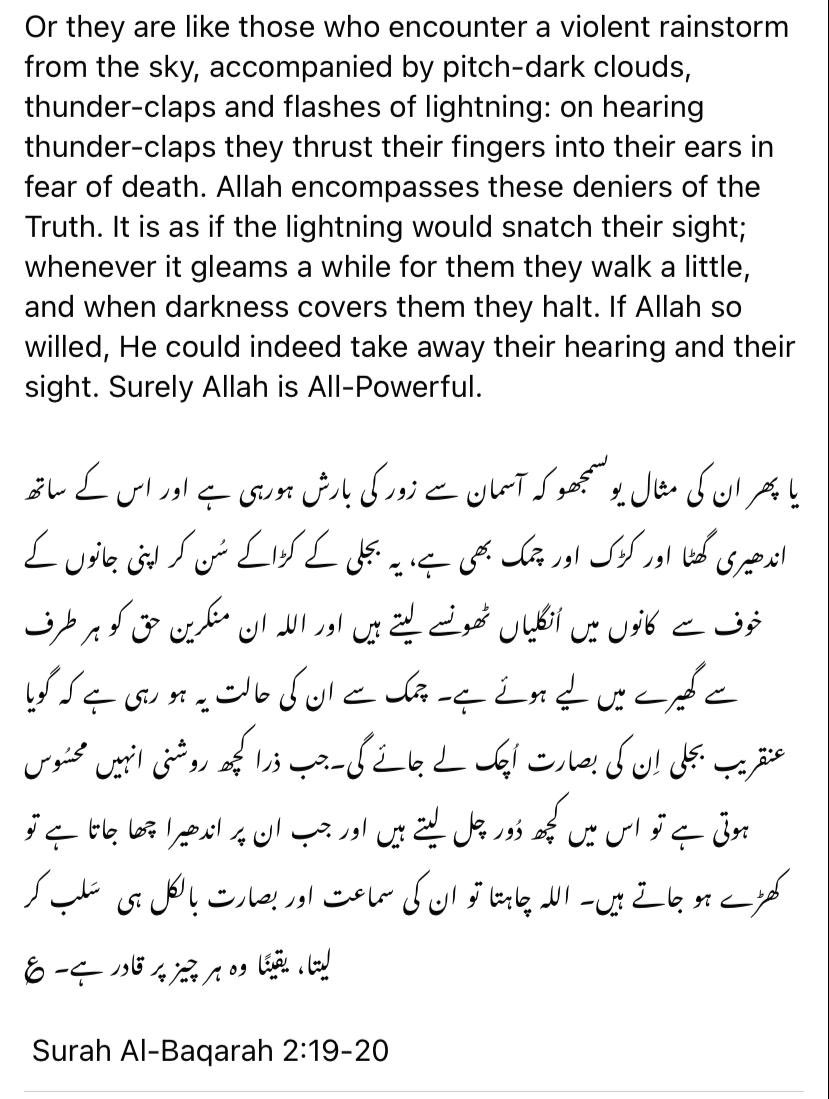 Or they are like those who encounter a violent rainstorm
from the sky, accompanied by pitch-dark clouds,
thunder-claps and flashes of lightning: on hearing
thunder-claps they thrust their fingers into their ears in
fear of death. Allah encompasses these deniers of the
Truth. It is as if the lightning would snatch their sight;
whenever it gleams a while for them they walk a little,
and when darkness covers them they halt. If Allah so
willed, He could indeed take away their hearing and their
sight. Surely Allah is All-Powerful.
یا پھر ان کی مثال یوں سمجھو کہ آسمان سے زور کی بارش ہورہی ہے اور اس کے ساتھ
اندھیری گھٹا اور کڑک اور چمک بھی ہے، یہ بجلی کے کڑاکے سُن کر اپنی جانوں کے
خوف سے کانوں میں اُنگلیاں ٹھونسے لیتے ہیں اور اللہ ان منکرین حق کو ہر طرف
سے گھیرے میں لیے ہوئے ہے۔ چمک سے ان کی حالت یہ ہو رہی ہے کہ گویا
عنقریب بجلی اِن کی بصارت اُچک لے جائے گی۔جب ذرا کچھ روشنی انہیں محسُوس
ہوتی ہے تو اس میں کچھ دُور چل لیتے ہیں اور جب ان پر اندھیرا چھا جاتا ہے تو
کھڑے ہو جاتے ہیں۔ اللہ چاہتا تو ان کی سماعت اور بصارت بالکل ہی سَلب کر
لیتا، یقینًا وہ ہر چیز پر قادر ہے۔ ؏
Surah Al-Baqarah 2:19-20